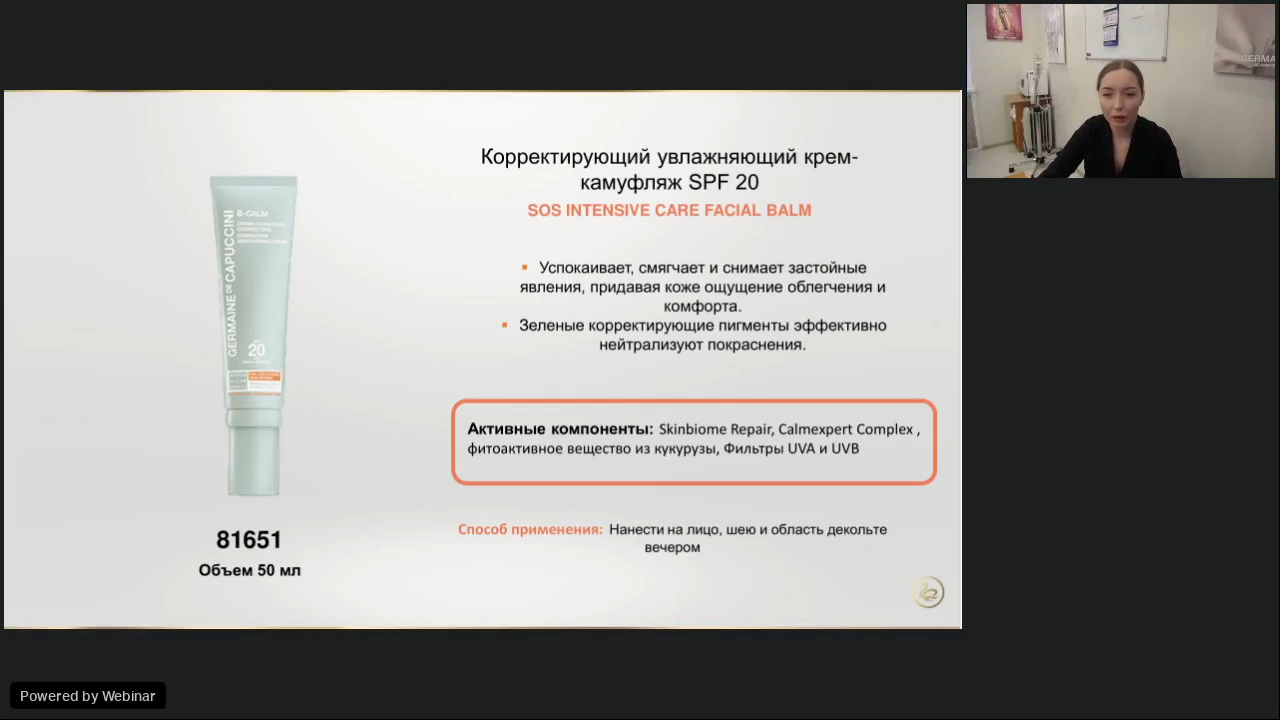 Корректирующий увлажняющий крем-
камуфляж SPF 20
SOS INTENSIVE CARE FACIAL BALM
▪ Успокаивает, смягчает и снимает застойные
явления, придавая коже ощущение облегчения и
комфорта.
▪ Зеленые корректирующие пигменты эффективно
нейтрализуют покраснения.
Активные компоненты: Skinbiome Repair, Calmexpert Complex ,
фитоактивное вещество из кукурузы, Фильтры UVA и UVB
Способ применения: Нанести на лицо, шею и область декольте
вечером
B-CALM
GERMAINE DE CAPUCCINI
20
81651
Объем 50 мл
GERMA
Powered by Webinar